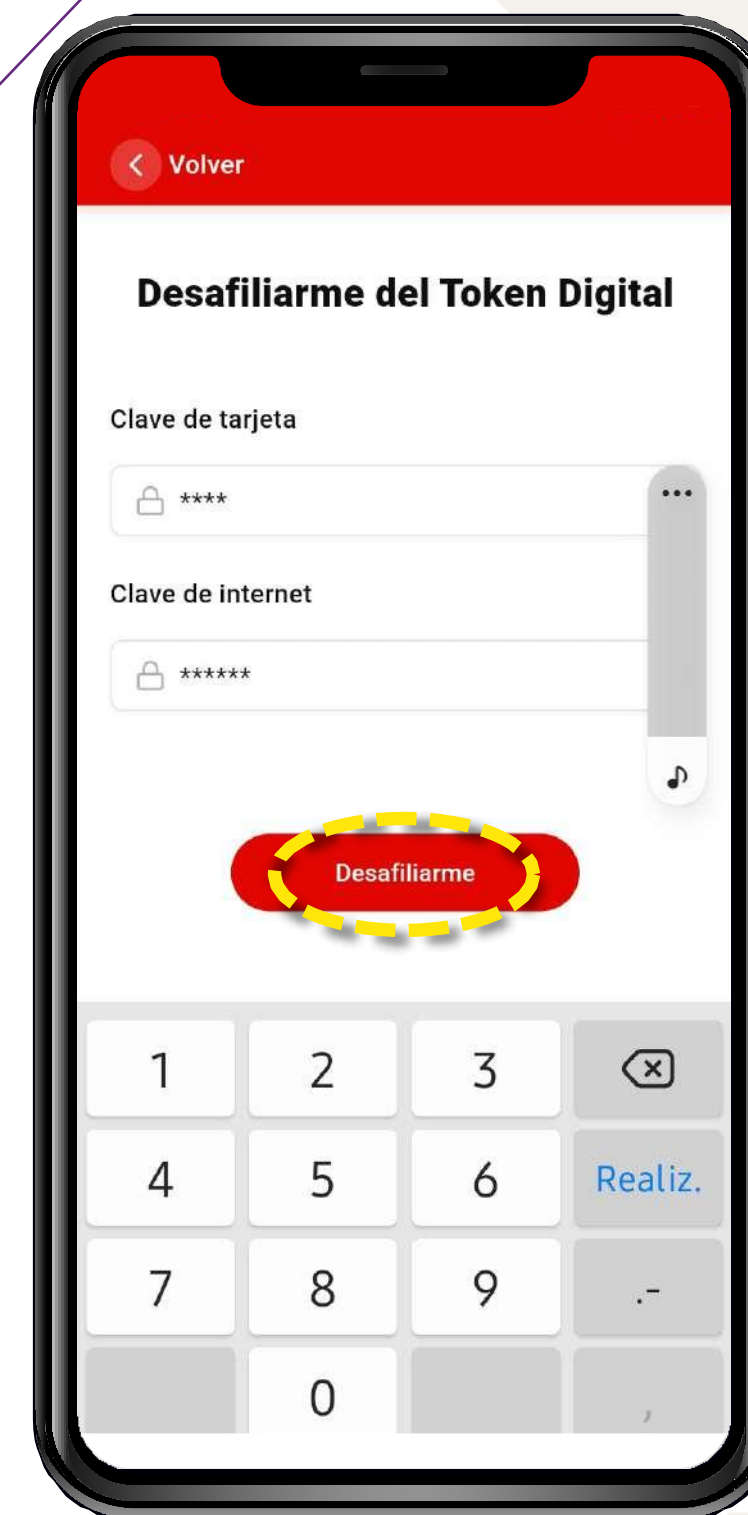 Volver
Desafiliarme del Token Digital
Clave de tarjeta
****
Clave de internet
******
Desafiliarme
1 2 3
4 5 6 Realiz.
7 8 9 .-
0 ,